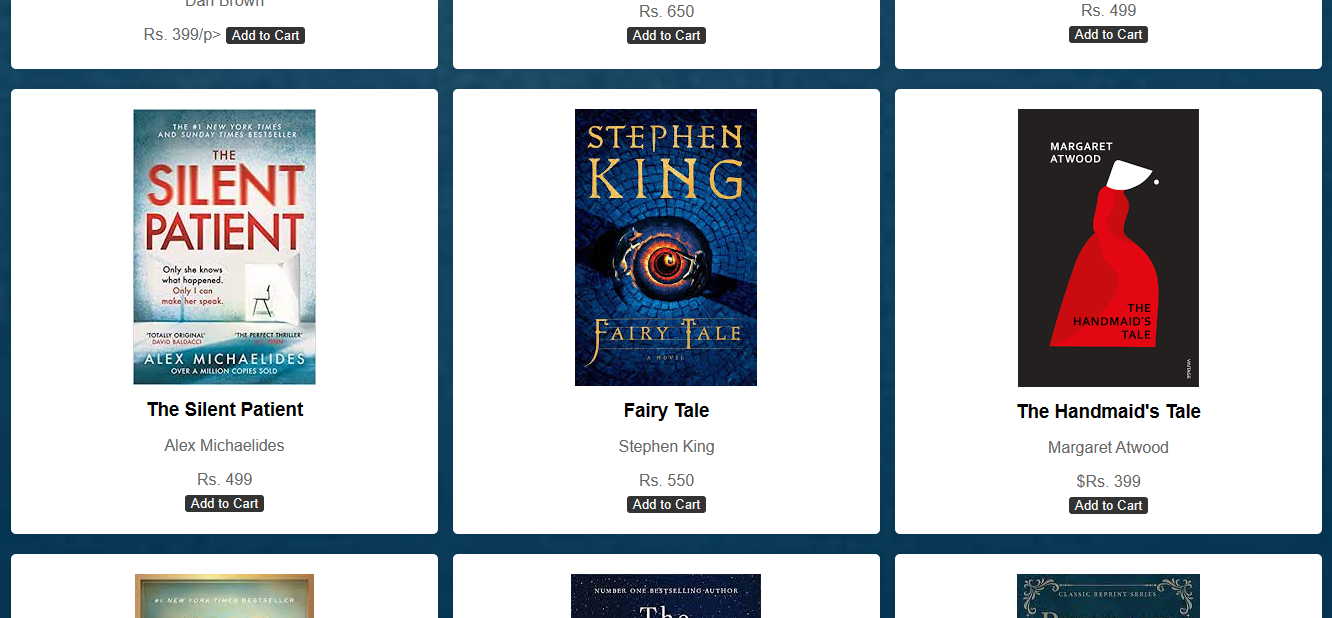 Dan Brown
Rs. 399/p> Add to Cart
Rs. 650
Add to Cart
Rs. 499
Add to Cart
THE #1 NEW YORK TIMES
AND SUNDAY TIMES BESTSELLER
THE
SILENT
PATIENT
Only she knows
what happened.
Only I can
make her speak.
'TOTALLY ORIGINAL'
DAVID BALDACCI
'THE PERFECT THRILLER'
ALEX MICHAELIDES
OVER A MILLION COPIES SOLD
The Silent Patient
Alex Michaelides
Rs. 499
Add to Cart
STEPHEN
KING
FAIRY TALE
A NOVEL
Fairy Tale
Stephen King
Rs. 550
Add to Cart
MARGARET
ATWOOD
THE
HANDMAID'S
TALE
VINTAGE
The Handmaid's Tale
Margaret Atwood
$Rs. 399
Add to Cart
#1 NEW YORK TIMES BESTSELLER
NUMBER ONE BESTSELLING AUTHOR
The
CLASSIC REPRINT SERIES